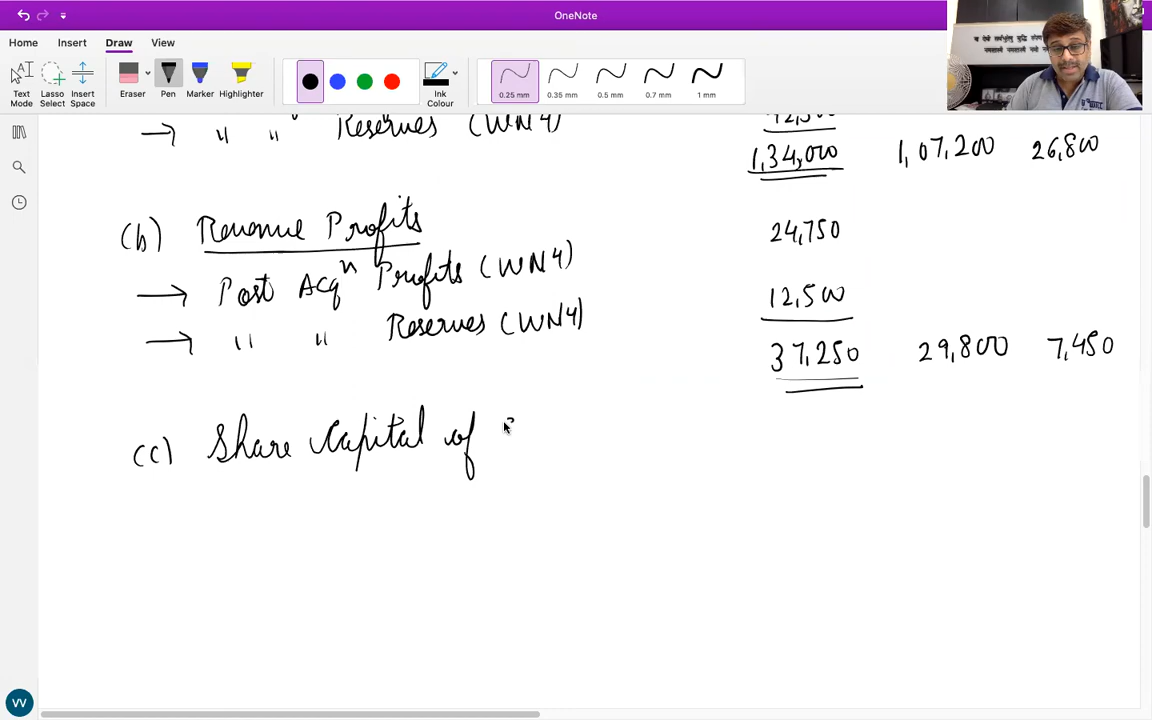 OneNote
Home Insert Draw View
Text Mode Lasso Select Insert Space Eraser Pen Marker Highlighter Ink Colour 0.25 mm 0.35 mm 0.5 mm 0.7 mm 1 mm
→ " " Reserves (WN4)
1,34,000 1,07,200 26,800
(b) Revenue Profits
24,750
→ Post Acqⁿ Profits (WN4)
12,500
→ " " Reserves (WN4)
37,250 29,800 7,450
(c) Share Capital of
VV